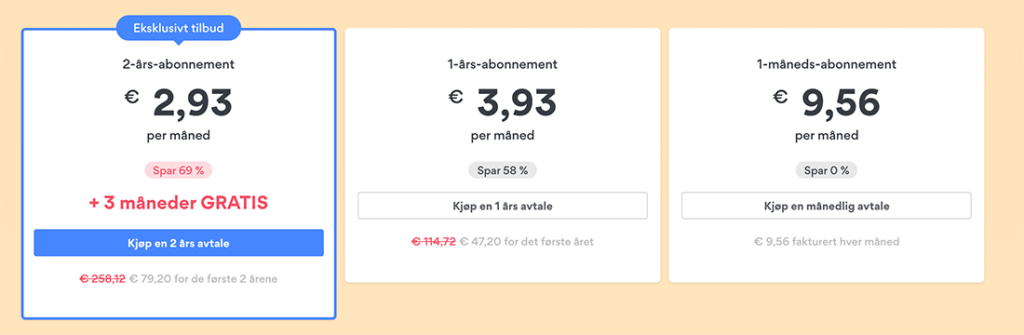 Eksklusivt tilbud
2-års-abonnement
€ 2,93
per måned
Spar 69 %
+ 3 måneder GRATIS
Kjøp en 2 års avtale
€ 258,12 € 79,20 for de første 2 årene
1-års-abonnement
€ 3,93
per måned
Spar 58 %
Kjøp en 1 års avtale
€ 114,72 € 47,20 for det første året
1-måneds-abonnement
€ 9,56
per måned
Spar 0 %
Kjøp en månedlig avtale
€ 9,56 fakturert hver måned